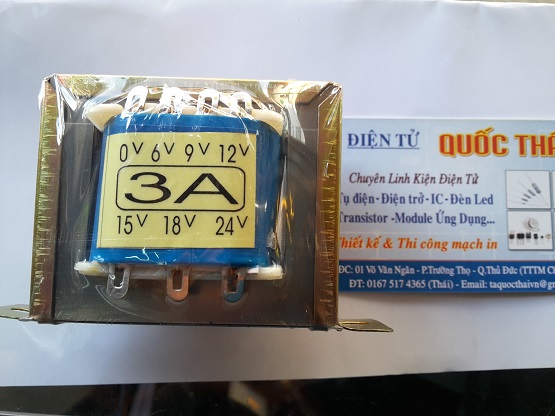 0V 6V 9V 12V
3A
15V 18V 24V
ĐIỆN TỬ QUỐC THÁ
Chuyên Linh Kiện Điện Tử
ụ điện - Điện trở - IC - Đèn Led
Transistor - Module Ứng Dụng...
Thiết kế & Thi công mạch in
ĐC: 01 Võ Văn Ngân - P.Trường Thọ - Q.Thủ Đức (TTTM
ĐT: 0167 517 4365 (Thái) - Email: taquocthaivn@g